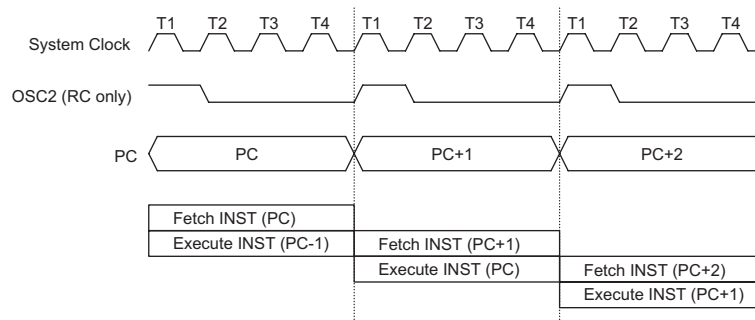 T1 T2 T3 T4 T1 T2 T3 T4 T1 T2 T3 T4
System Clock
OSC2 (RC only)
PC PC PC+1 PC+2
Fetch INST (PC)
Execute INST (PC-1) Fetch INST (PC+1)
Execute INST (PC) Fetch INST (PC+2)
Execute INST (PC+1)